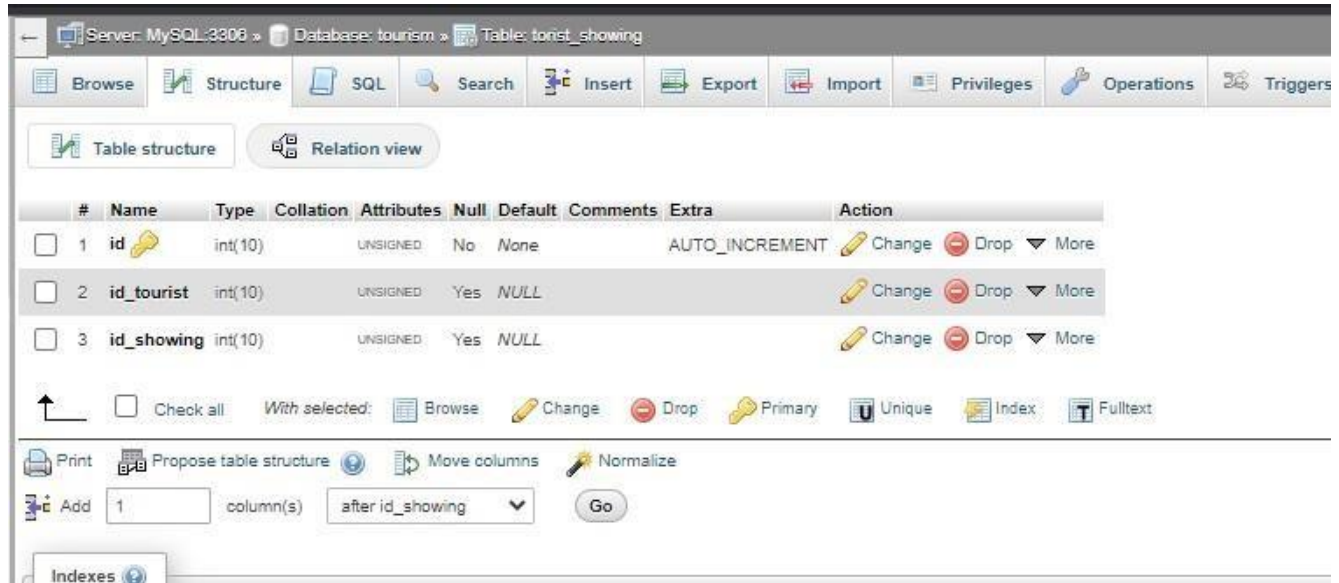 Server: MySQL:3306 » Database: tourism » Table: torist_showing
Browse Structure SQL Search Insert Export Import Privileges Operations Triggers
Table structure Relation view
# Name Type Collation Attributes Null Default Comments Extra Action
1 id int(10) UNSIGNED No None AUTO_INCREMENT Change Drop More
2 id_tourist int(10) UNSIGNED Yes NULL Change Drop More
3 id_showing int(10) UNSIGNED Yes NULL Change Drop More
Check all With selected: Browse Change Drop Primary Unique Index Fulltext
Print Propose table structure Move columns Normalize
Add 1 column(s) after id_showing Go
Indexes